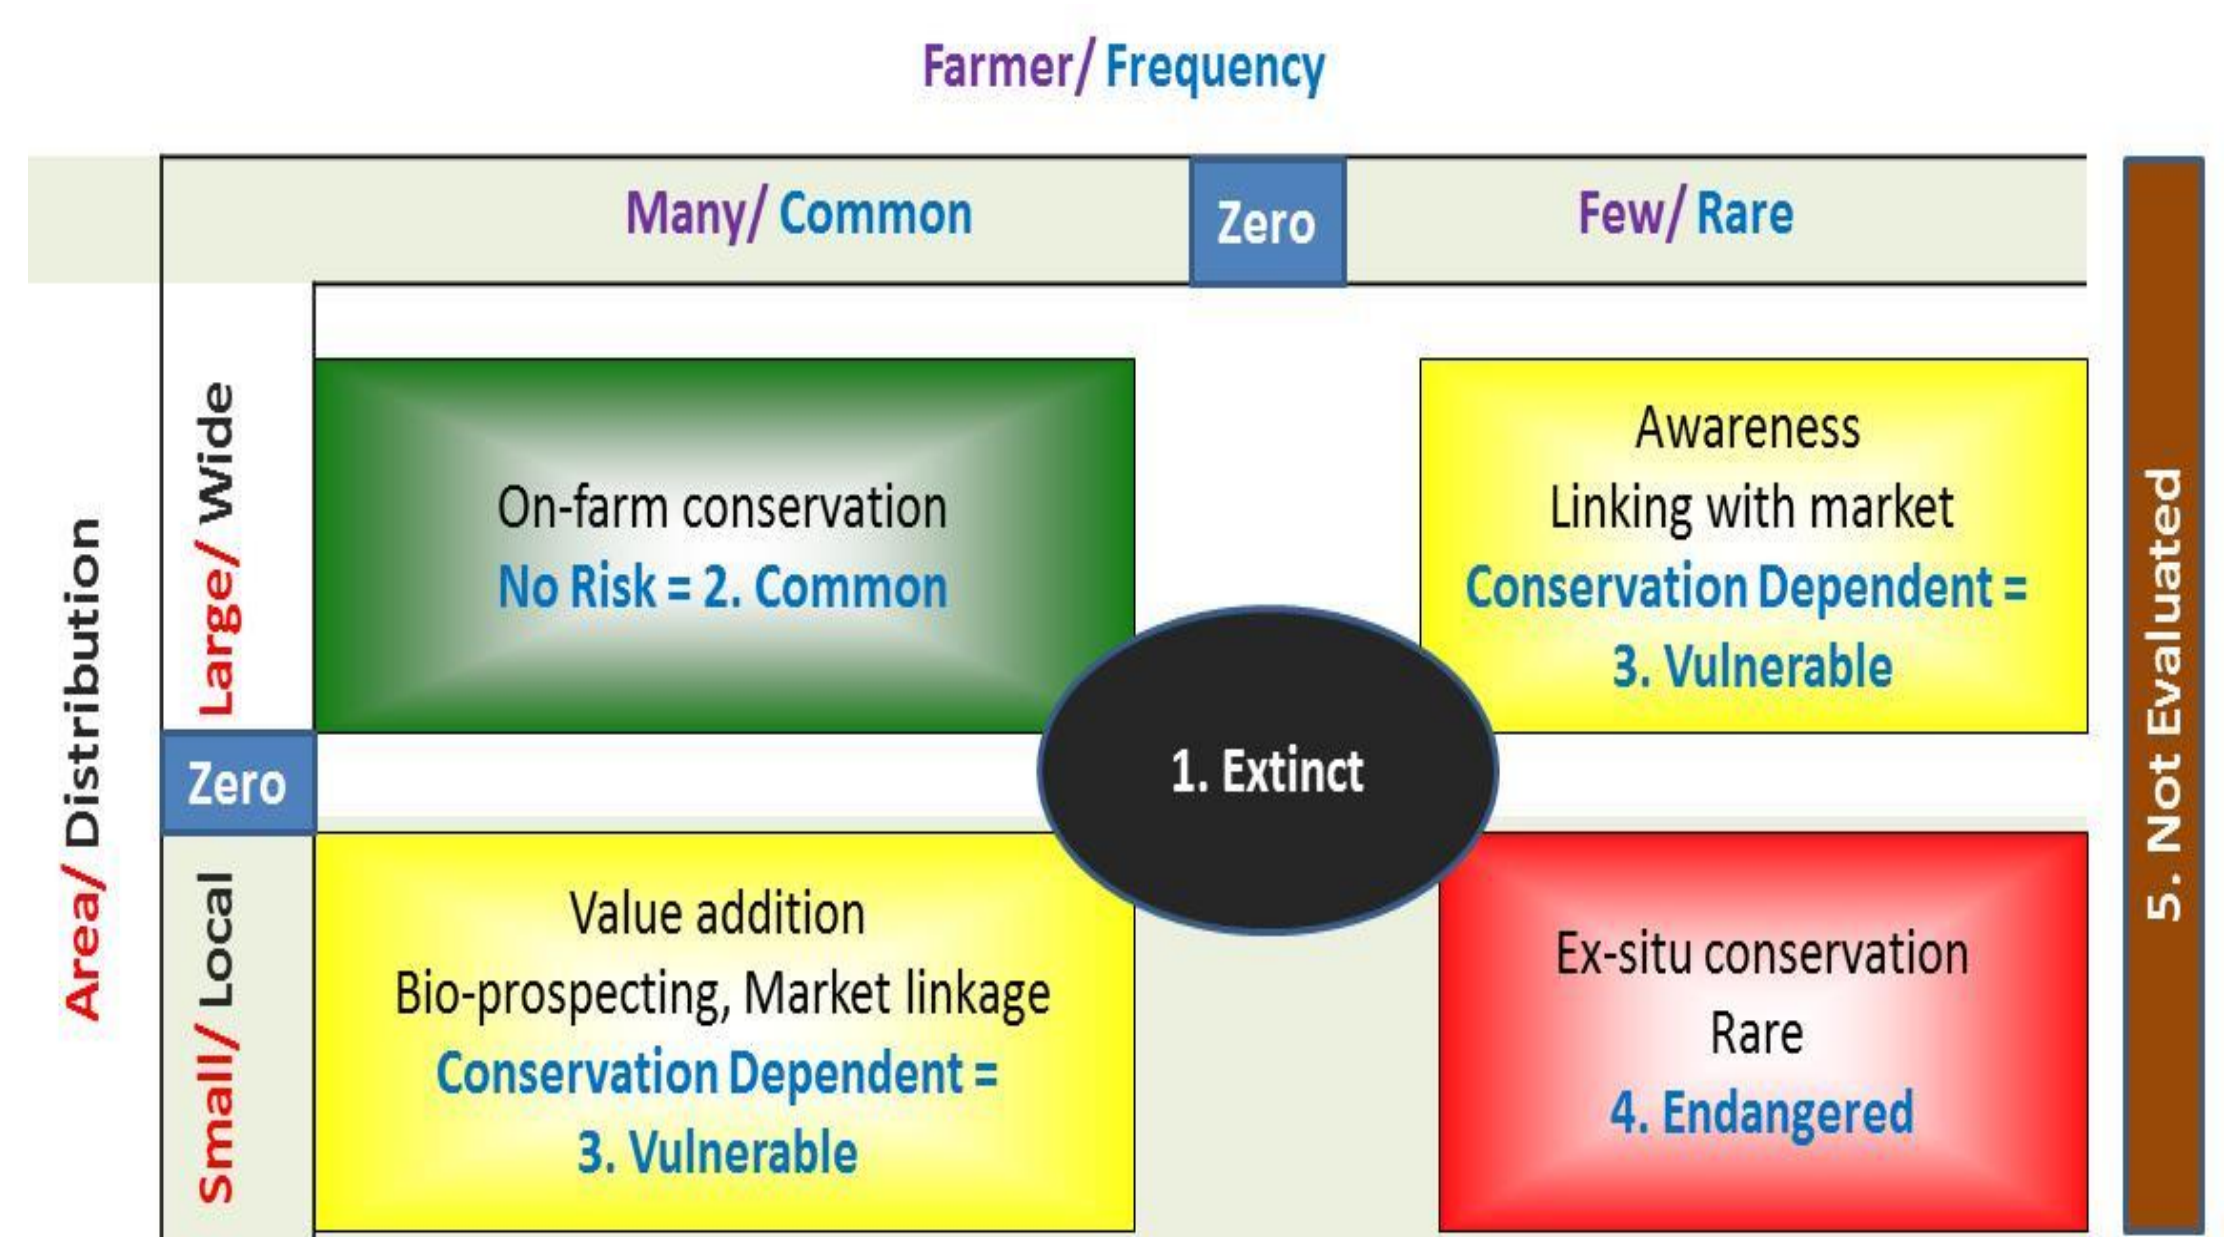 Farmer/ Frequency
Many/ Common
Zero
Few/ Rare
Area/ Distribution
Large/ Wide
On-farm conservation
No Risk = 2. Common
Awareness
Linking with market
Conservation Dependent =
3. Vulnerable
Zero
1. Extinct
Small/ Local
Value addition
Bio-prospecting, Market linkage
Conservation Dependent =
3. Vulnerable
Ex-situ conservation
Rare
4. Endangered
5. Not Evaluated